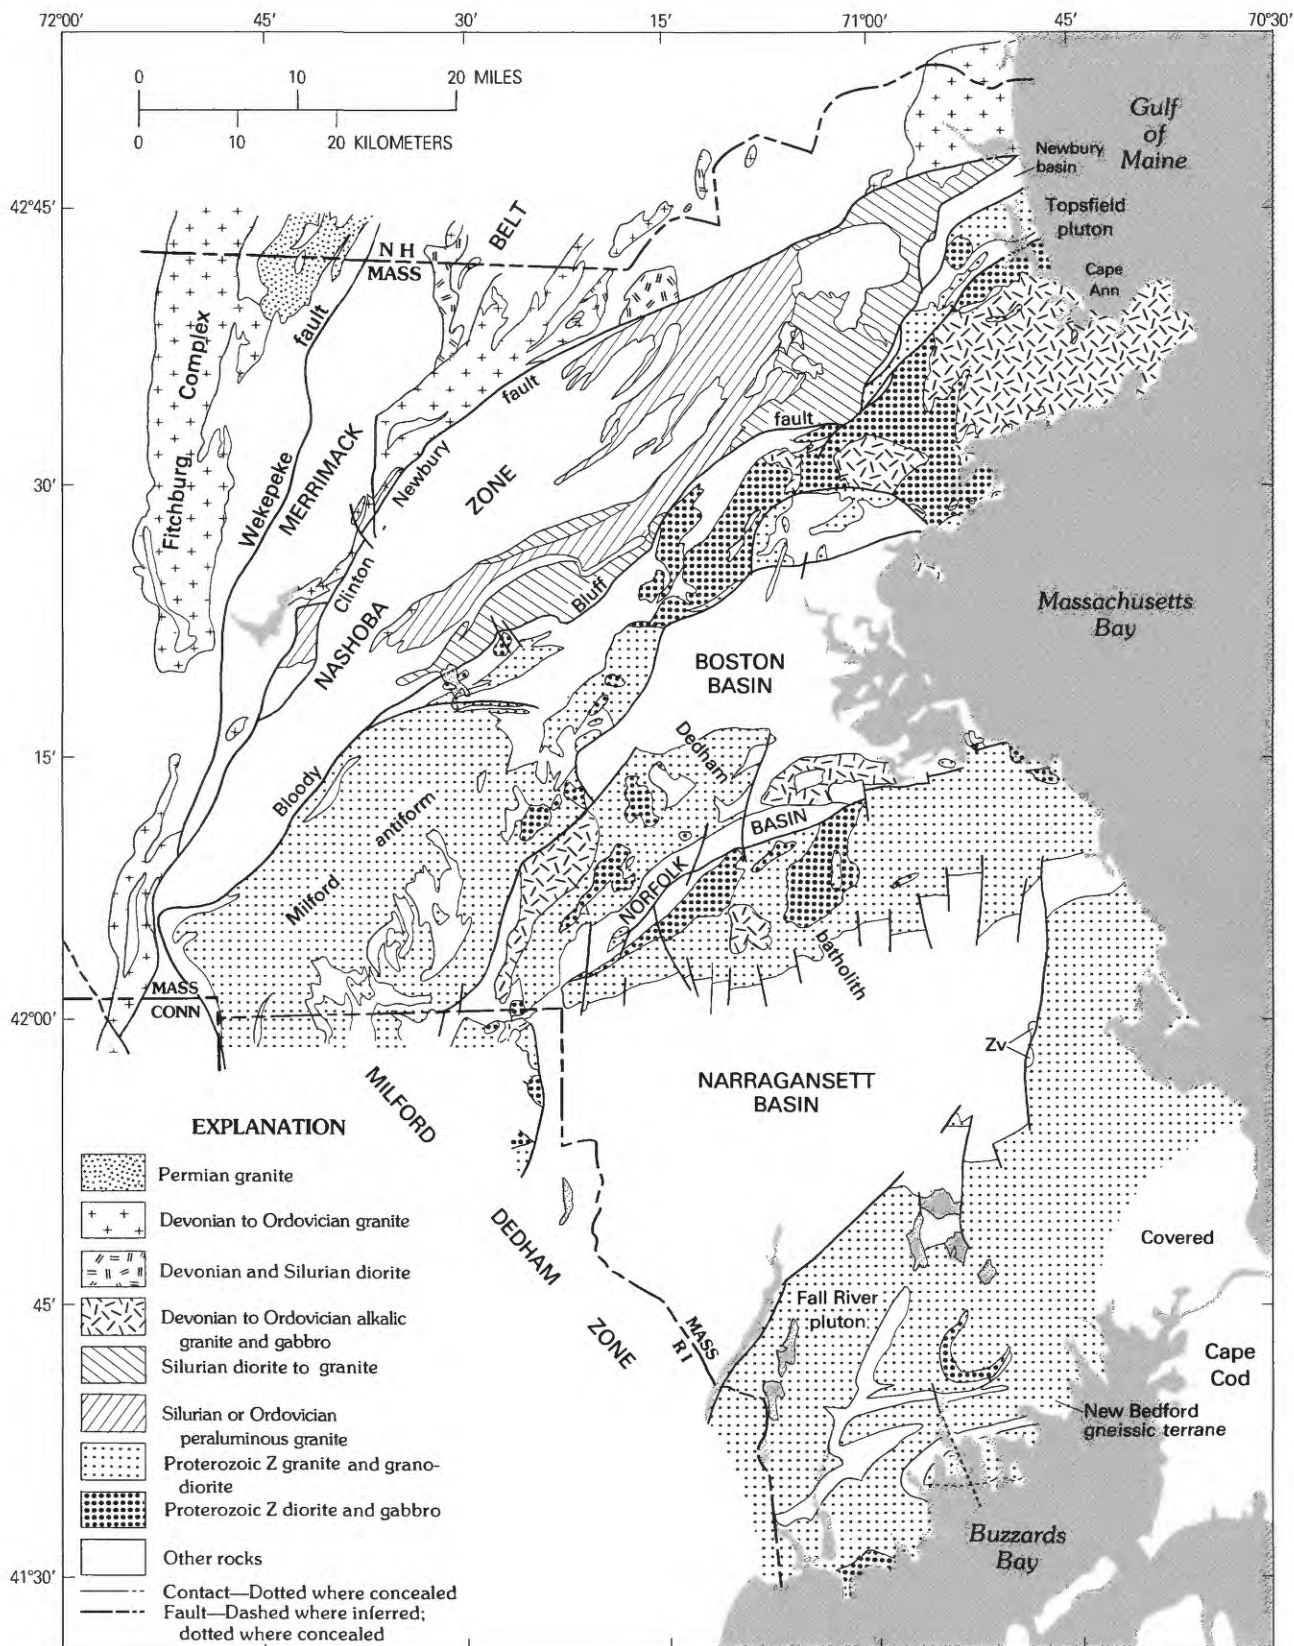 72°00'
45'
30'
15'
71°00'
45'
70°30'
0 10 20 MILES
0 10 20 KILOMETERS
Gulf
of
Maine
Newbury
basin
42°45'
BELT
Topsfield
pluton
N H
MASS
Cape
Ann
fault
Complex
fault
fault
MERRIMACK
Newbury
ZONE
30'
Fitchburg
Wekepeke
Clinton
Bluff
Massachusetts
Bay
NASHOBA
BOSTON
BASIN
Dedham
15'
Bloody
antiform
BASIN
Milford
NORFOLK
batholith
MASS
CONN
42°00'
Zv
MILFORD
NARRAGANSETT
BASIN
EXPLANATION
Permian granite
Devonian to Ordovician granite
DEDHAM
Covered
Devonian and Silurian diorite
45'
Devonian to Ordovician alkalic
granite and gabbro
Fall River
pluton
ZONE
MASS
R I
Silurian diorite to granite
Cape
Cod
Silurian or Ordovician
peraluminous granite
New Bedford
gneissic terrane
Proterozoic Z granite and grano-
diorite
Proterozoic Z diorite and gabbro
Buzzards
Bay
Other rocks
41°30'
Contact—Dotted where concealed
Fault—Dashed where inferred;
dotted where concealed